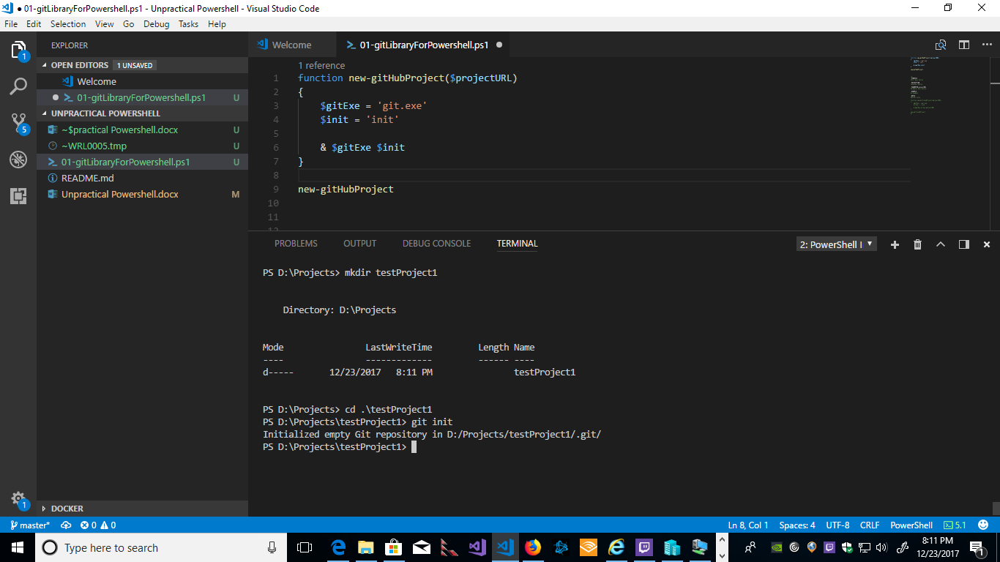 ● 01-gitLibraryForPowershell.ps1 - Unpractical Powershell - Visual Studio Code
File Edit Selection View Go Debug Tasks Help
EXPLORER
OPEN EDITORS 1 UNSAVED
Welcome
01-gitLibraryForPowershell.ps1 U
UNPRACTICAL POWERSHELL
~$practical Powershell.docx U
~WRL0005.tmp U
01-gitLibraryForPowershell.ps1 U
README.md
Unpractical Powershell.docx M
DOCKER
1
5
1
Welcome 01-gitLibraryForPowershell.ps1 ●
1 reference
1 function new-gitHubProject($projectURL)
2 {
3     $gitExe = 'git.exe'
4     $init = 'init'
5
6     & $gitExe $init
7 }
8
9 new-gitHubProject
10
11
12
PROBLEMS OUTPUT DEBUG CONSOLE TERMINAL
2: PowerShell I
PS D:\Projects> mkdir testProject1
Directory: D:\Projects
Mode LastWriteTime Length Name
---- ------------- ------ ----
d----- 12/23/2017 8:11 PM testProject1
PS D:\Projects> cd .\testProject1
PS D:\Projects\testProject1> git init
Initialized empty Git repository in D:/Projects/testProject1/.git/
PS D:\Projects\testProject1>
master* 0 0 Ln 8, Col 1 Spaces: 4 UTF-8 CRLF PowerShell 5.1
Type here to search
8:11 PM
12/23/2017
1